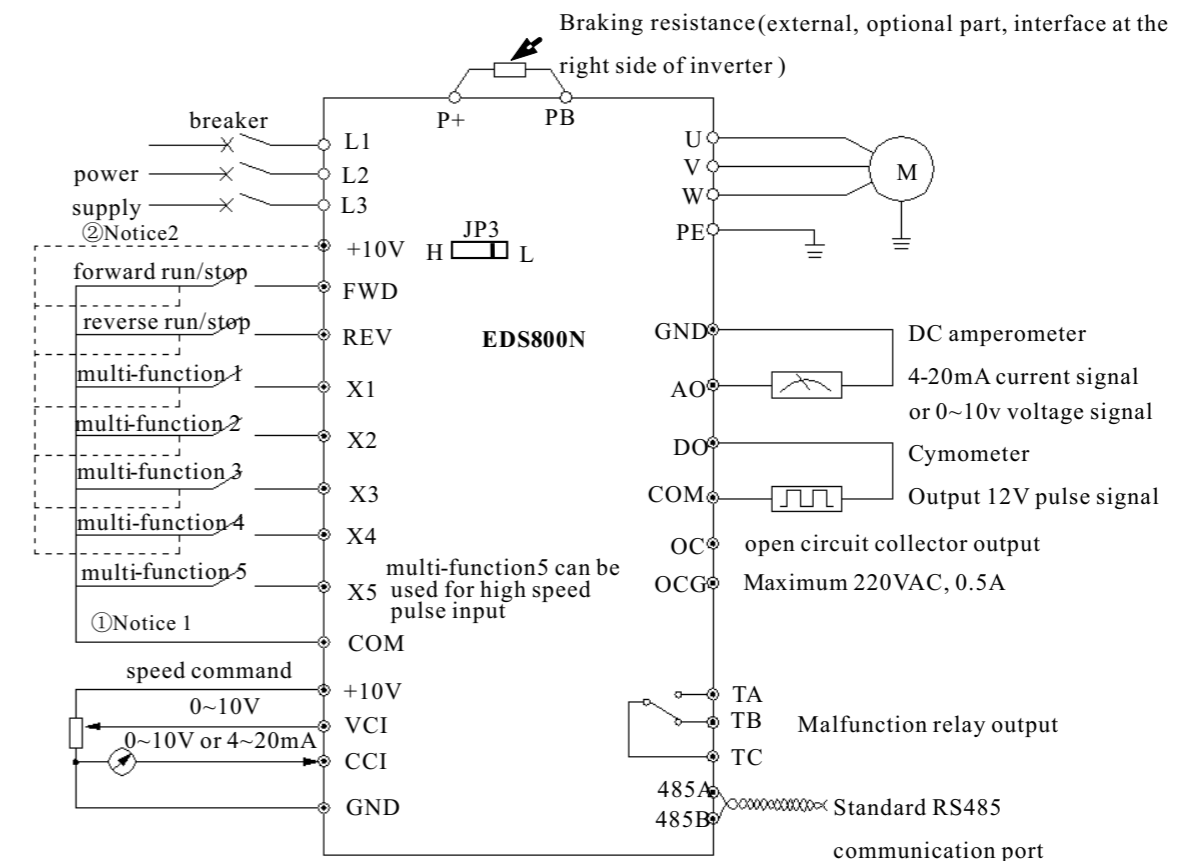 Braking resistance(external, optional part, interface at the
right side of inverter )
P+
PB
breaker
power
supply
L1
L2
L3
②Notice2
+10V
JP3
H
L
forward run/stop
FWD
reverse run/stop
REV
multi-function 1
X1
multi-function 2
X2
multi-function 3
X3
multi-function 4
X4
multi-function 5
X5
multi-function5 can be
used for high speed
pulse input
①Notice 1
COM
speed command
+10V
0~10V
VCI
0~10V or 4~20mA
CCI
GND
EDS800N
U
V
W
M
PE
GND
DC amperometer
AO
4-20mA current signal
or 0~10v voltage signal
DO
Cymometer
COM
Output 12V pulse signal
OC
open circuit collector output
OCG
Maximum 220VAC, 0.5A
TA
TB
Malfunction relay output
TC
485A
485B
Standard RS485
communication port